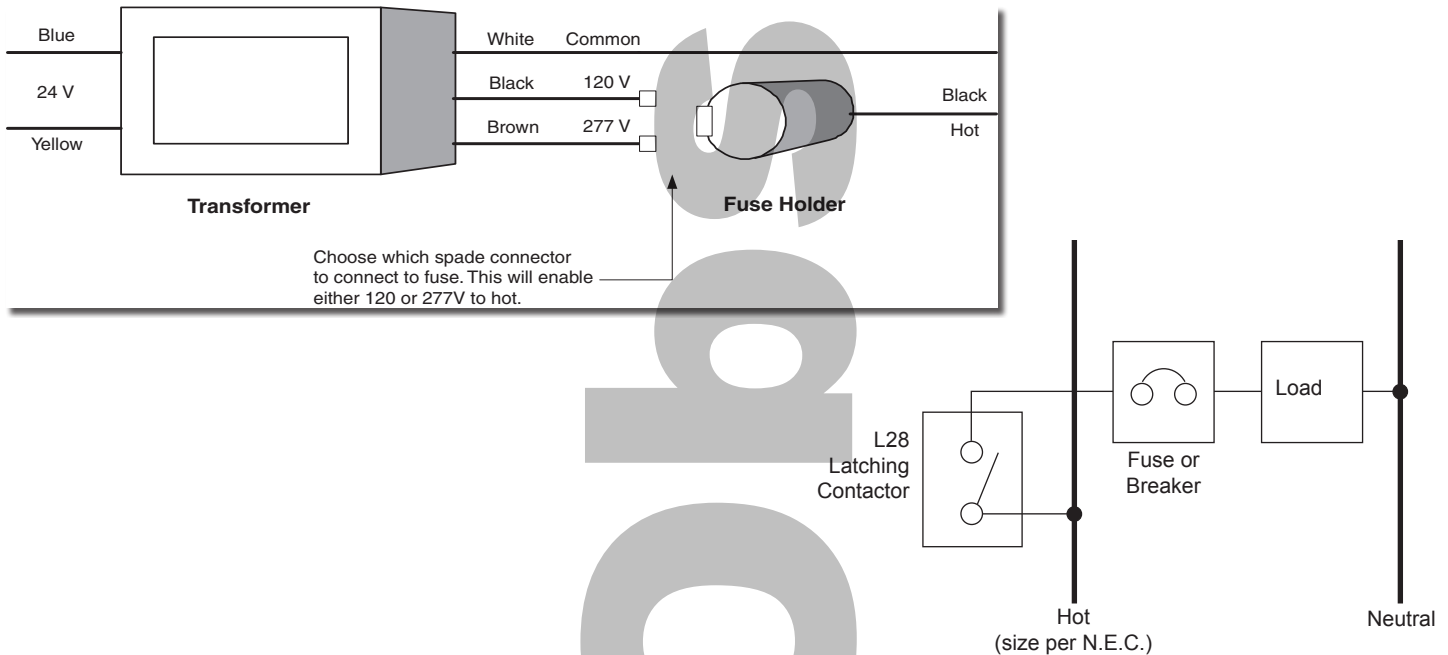 Blue
White Common
24 V
Black 120 V
Black
Brown 277 V
Hot
Yellow
Transformer
Fuse Holder
Choose which spade connector
to connect to fuse. This will enable
either 120 or 277V to hot.
L28
Latching
Contactor
Fuse or
Breaker
Load
Hot
(size per N.E.C.)
Neutral